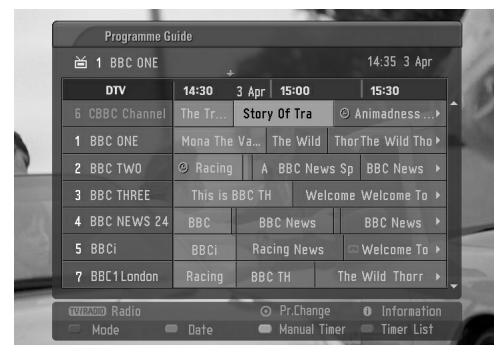 Programme Guide
1 BBC ONE 14:35 3 Apr
DTV 14:30 3 Apr 15:00 15:30
6 CBBC Channel The Tr... Story Of Tra Animadness ...
1 BBC ONE Mona The Va... The Wild ThorThe Wild Tho
2 BBC TWO Racing A BBC News Sp BBC News
3 BBC THREE This is BBC TH Welcome Welcome To
4 BBC NEWS 24 BBC BBC News BBC News
5 BBCi BBCi Racing News Welcome To
7 BBC1London Racing BBC TH The Wild Thorr
TV/RADIO Radio Pr.Change Information
Mode Date Manual Timer Timer List